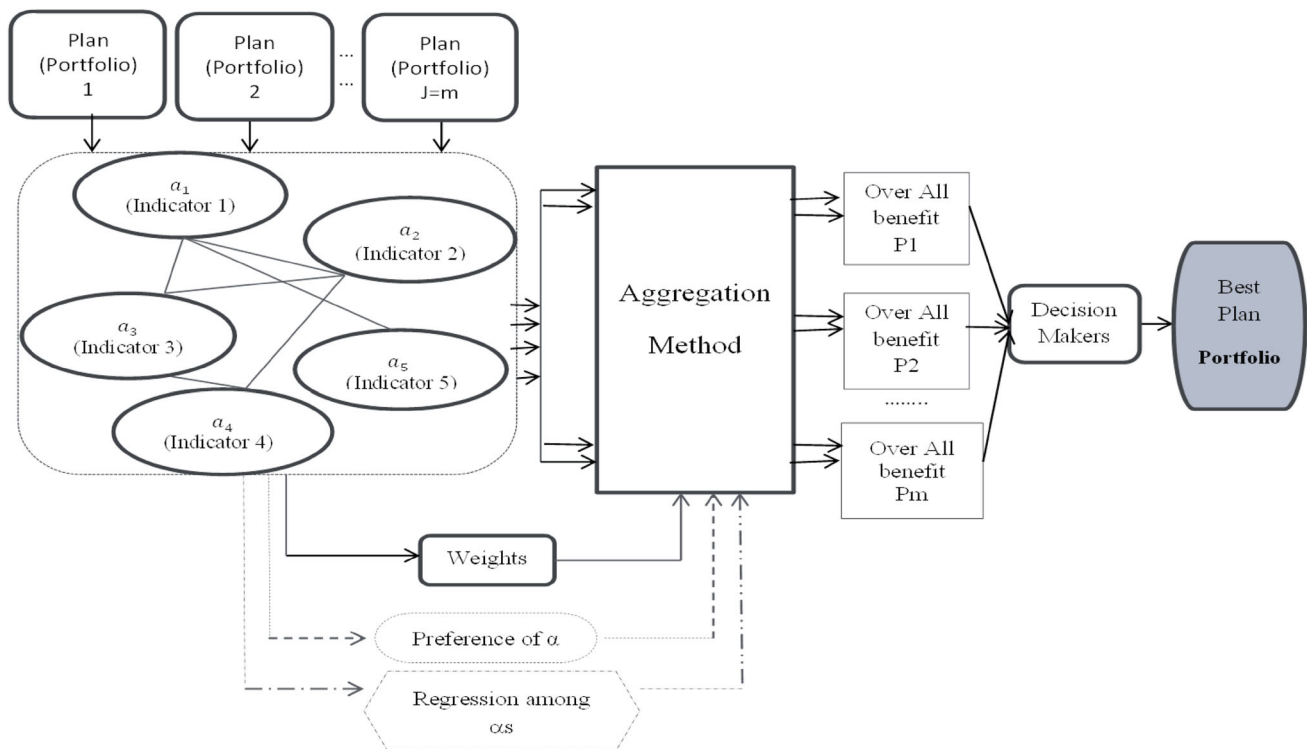 Plan
(Portfolio)
1
Plan
(Portfolio)
2
...
...
Plan
(Portfolio)
J=m
a₁
(Indicator 1)
a₂
(Indicator 2)
a₃
(Indicator 3)
a₅
(Indicator 5)
a₄
(Indicator 4)
Aggregation
Method
Over All
benefit
P1
Over All
benefit
P2
........
Over All
benefit
Pm
Decision
Makers
Best
Plan
Portfolio
Weights
Preference of α
Regression among
αs